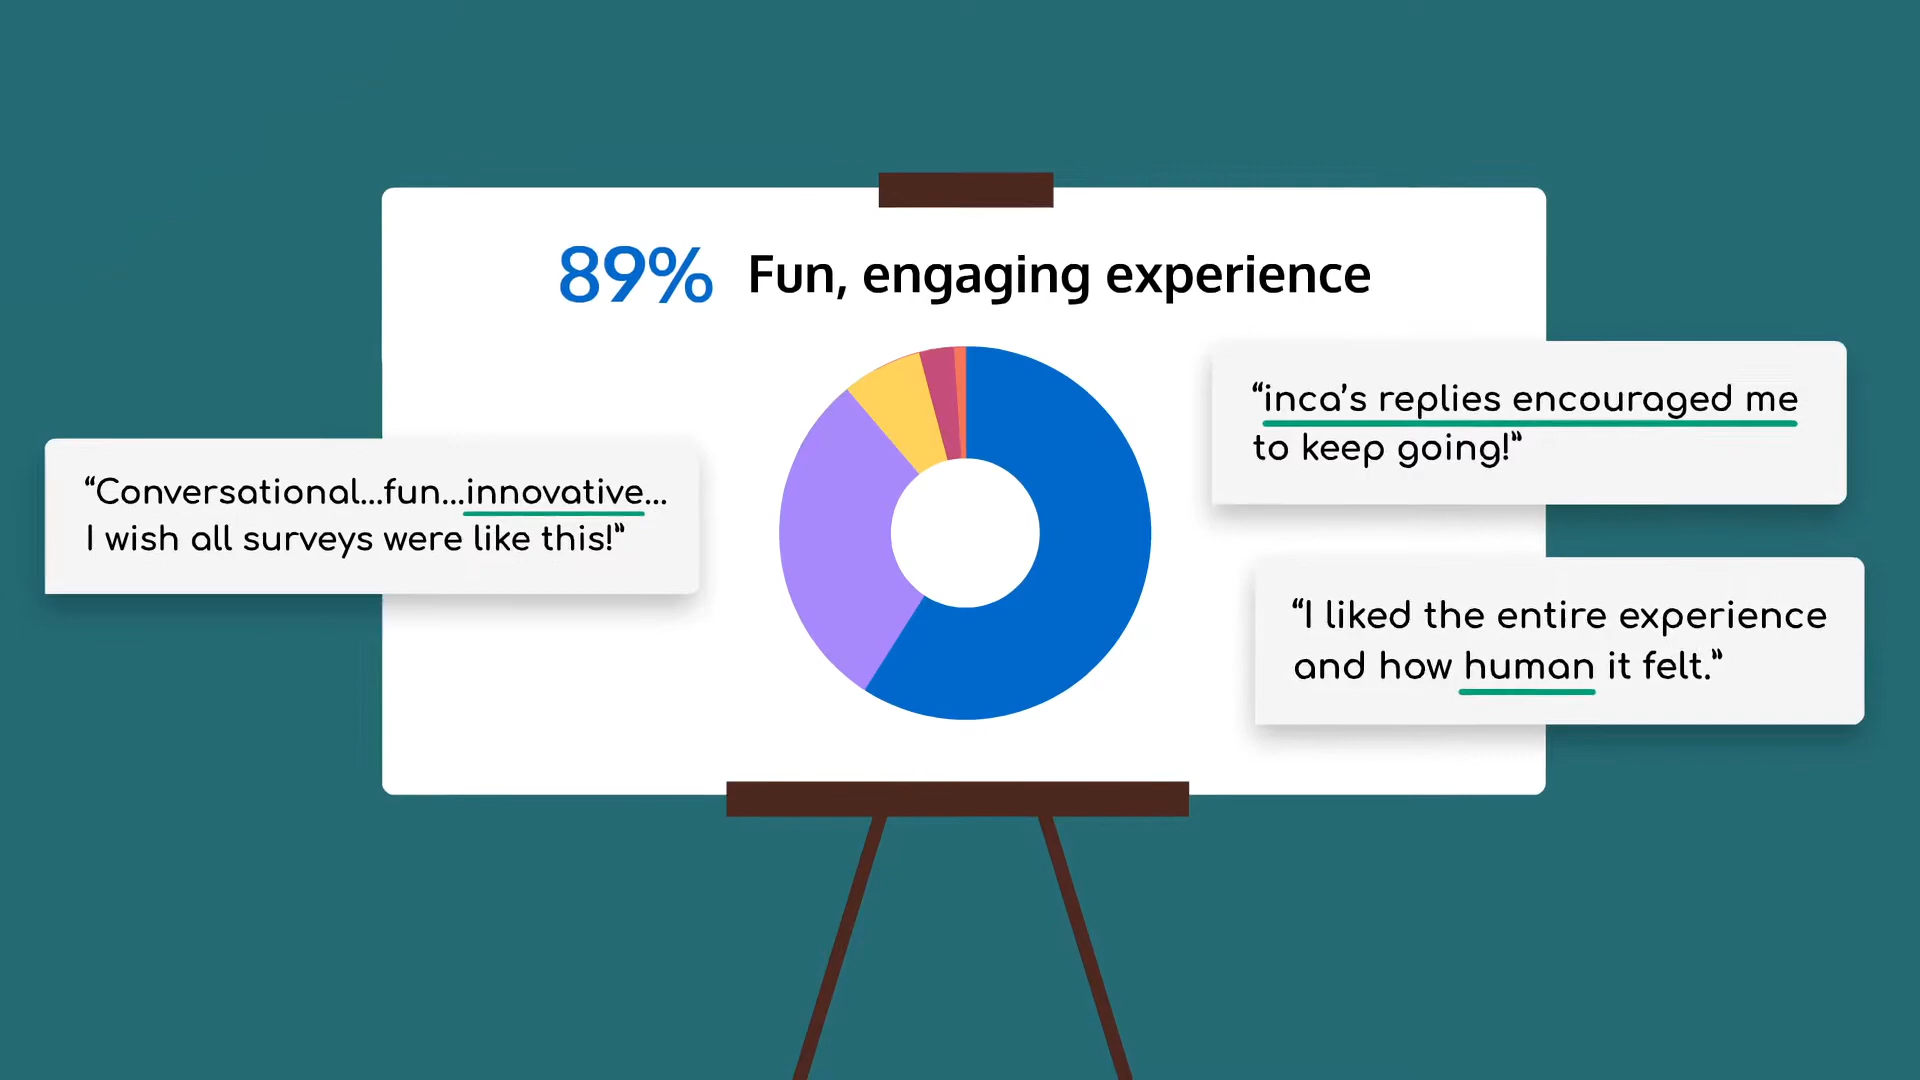 89% Fun, engaging experience
“Conversational...fun...innovative...
I wish all surveys were like this!”
“inca’s replies encouraged me
to keep going!”
“I liked the entire experience
and how human it felt.”